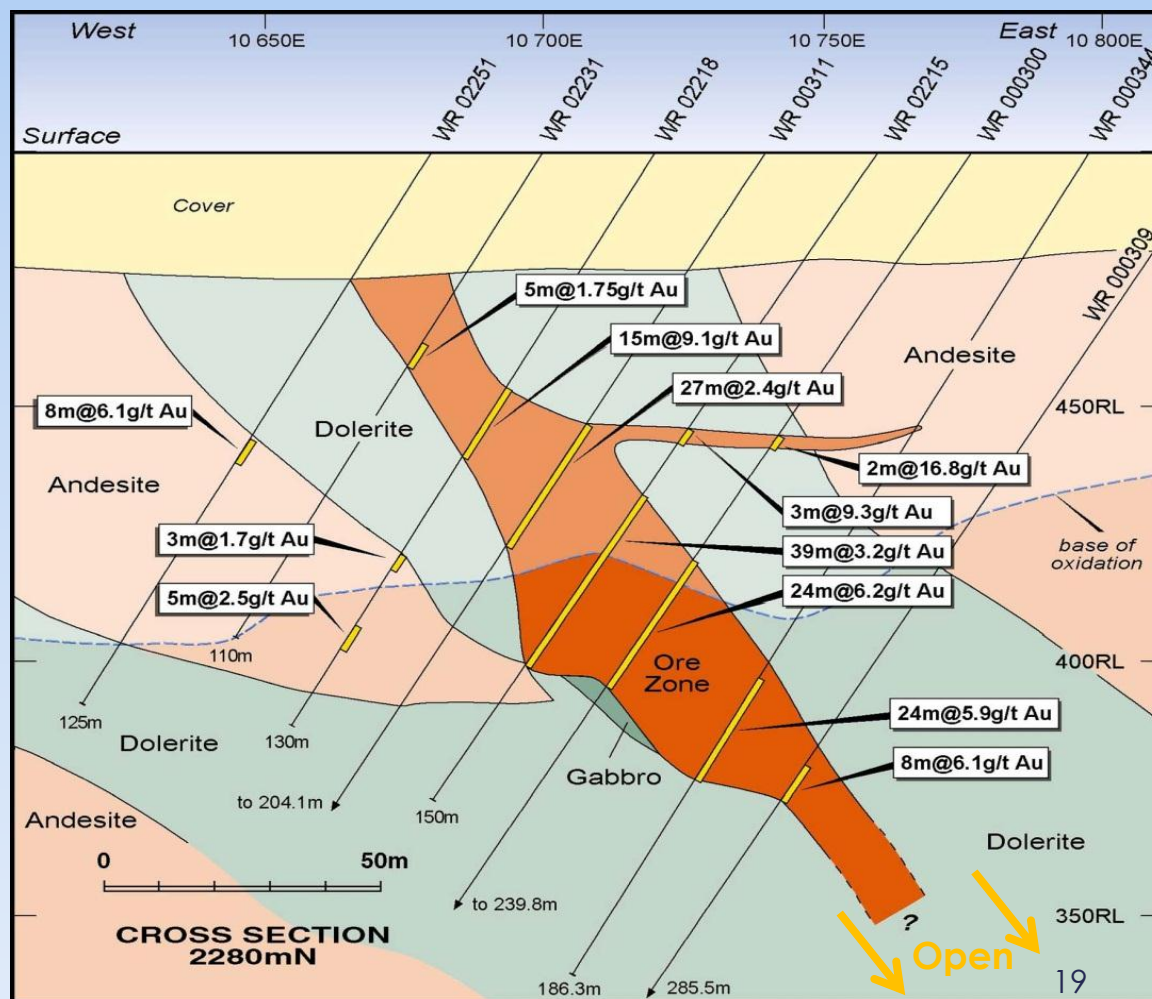 West
East
10 650E
10 700E
10 750E
10 800E
WR 02251
WR 02231
WR 02218
WR 00311
WR 02215
WR 000300
WR 000344
Surface
Cover
WR 000309
5m@1.75g/t Au
15m@9.1g/t Au
Andesite
27m@2.4g/t Au
8m@6.1g/t Au
450RL
Dolerite
2m@16.8g/t Au
Andesite
3m@9.3g/t Au
3m@1.7g/t Au
39m@3.2g/t Au
base of
oxidation
5m@2.5g/t Au
24m@6.2g/t Au
110m
Ore
Zone
400RL
125m
130m
Dolerite
24m@5.9g/t Au
Gabbro
8m@6.1g/t Au
to 204.1m
150m
Andesite
Dolerite
0
50m
to 239.8m
350RL
?
CROSS SECTION
2280mN
Open
186.3m
285.5m
19